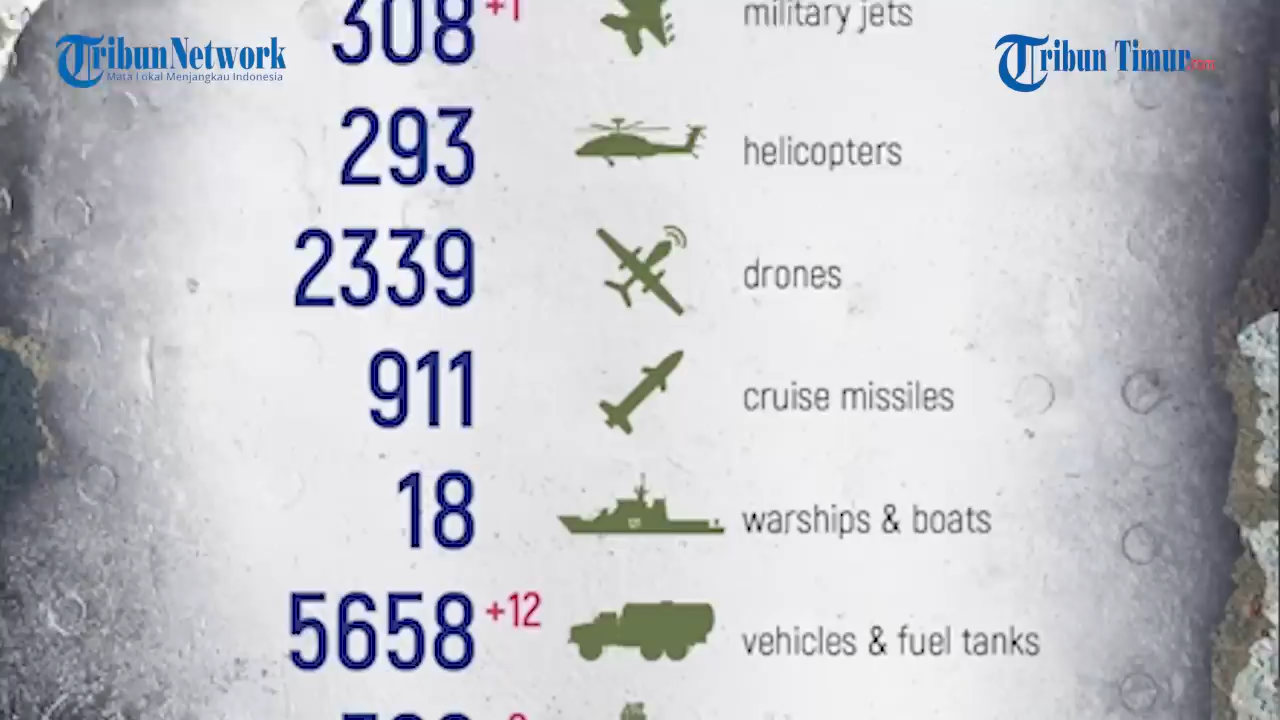 308 +1 military jets
TribunNetwork
Mata Lokal Menjangkau Indonesia
Tribun Timur.com
293 helicopters
2339 drones
911 cruise missiles
18 warships & boats
5658 +12 vehicles & fuel tanks